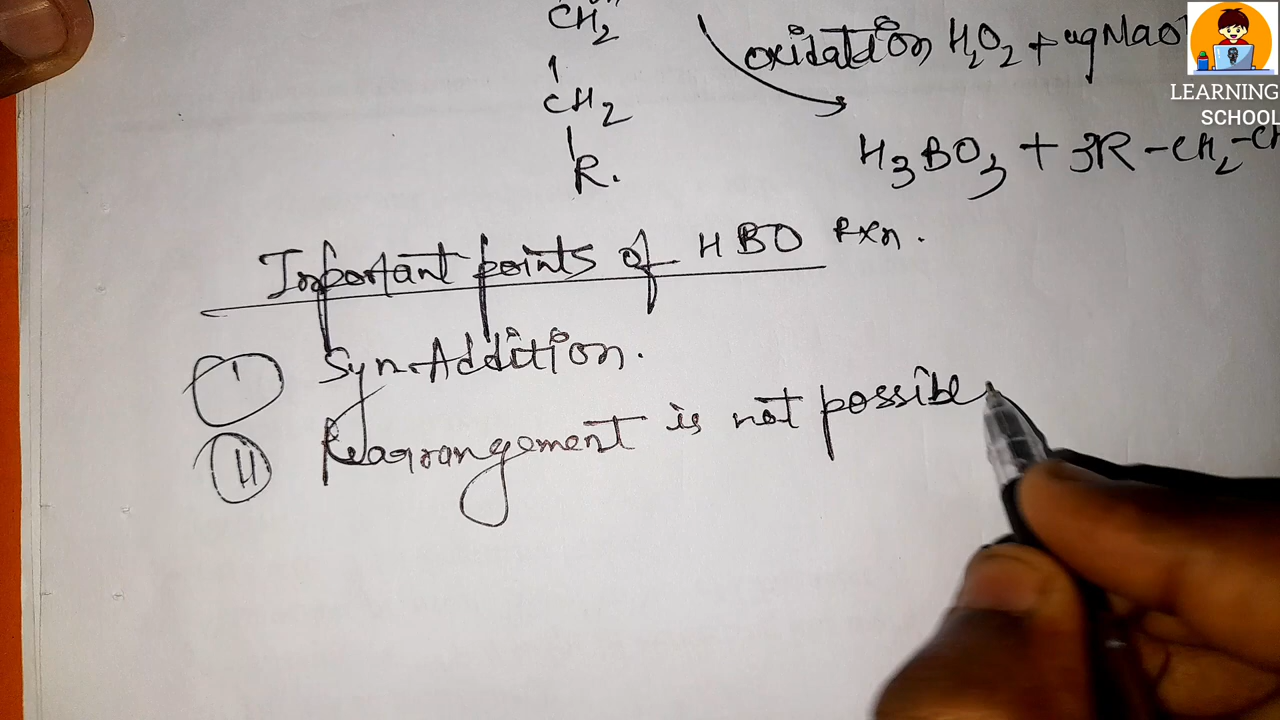 CH2
CH2
R.
oxidation H2O2 + aq NaO
H3BO3 + 3R-CH2-C
LEARNING
SCHOOL
Important points of HBO Rxn.
I Syn Addition.
II Rearrangement is not possible